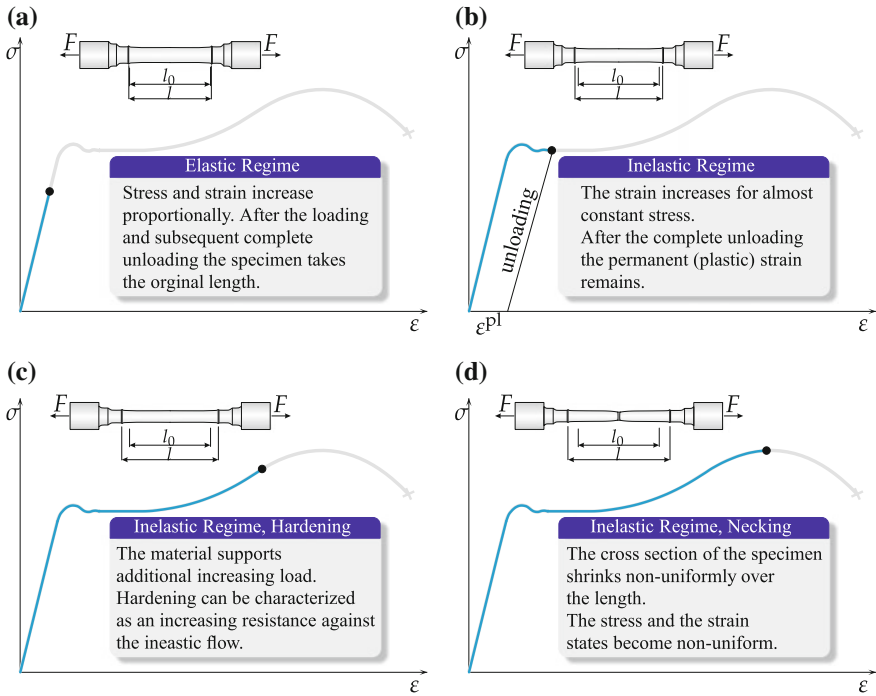 (a)
F
F
σ
l0
l
Elastic Regime
Stress and strain increase
proportionally. After the loading
and subsequent complete
unloading the specimen takes
the orginal length.
ε
(b)
F
F
σ
l0
l
Inelastic Regime
The strain increases for almost
constant stress.
After the complete unloading
the permanent (plastic) strain
remains.
unloading
εpl
ε
(c)
F
F
σ
l0
l
Inelastic Regime, Hardening
The material supports
additional increasing load.
Hardening can be characterized
as an increasing resistance against
the ineastic flow.
ε
(d)
F
F
σ
l0
l
Inelastic Regime, Necking
The cross section of the specimen
shrinks non-uniformly over
the length.
The stress and the strain
states become non-uniform.
ε